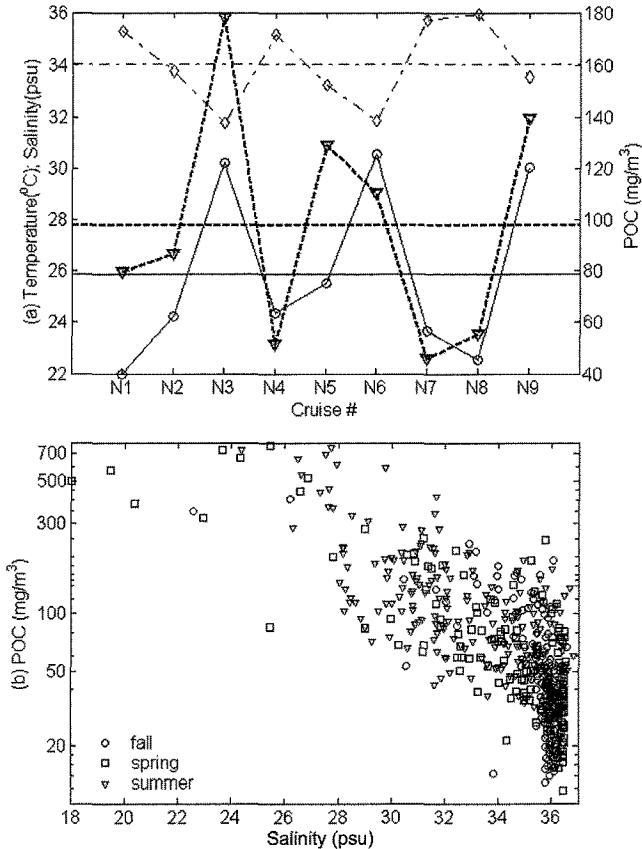 36
34
32
30
28
26
24
22
(a) Temperature(⁰C); Salinity(psu)
180
160
140
120
100
80
60
40
POC (mg/m³)
N1 N2 N3 N4 N5 N6 N7 N8 N9
Cruise #
700
500
300
100
50
20
(b) POC (mg/m³)
fall
spring
summer
18 20 22 24 26 28 30 32 34 36
Salinity (psu)